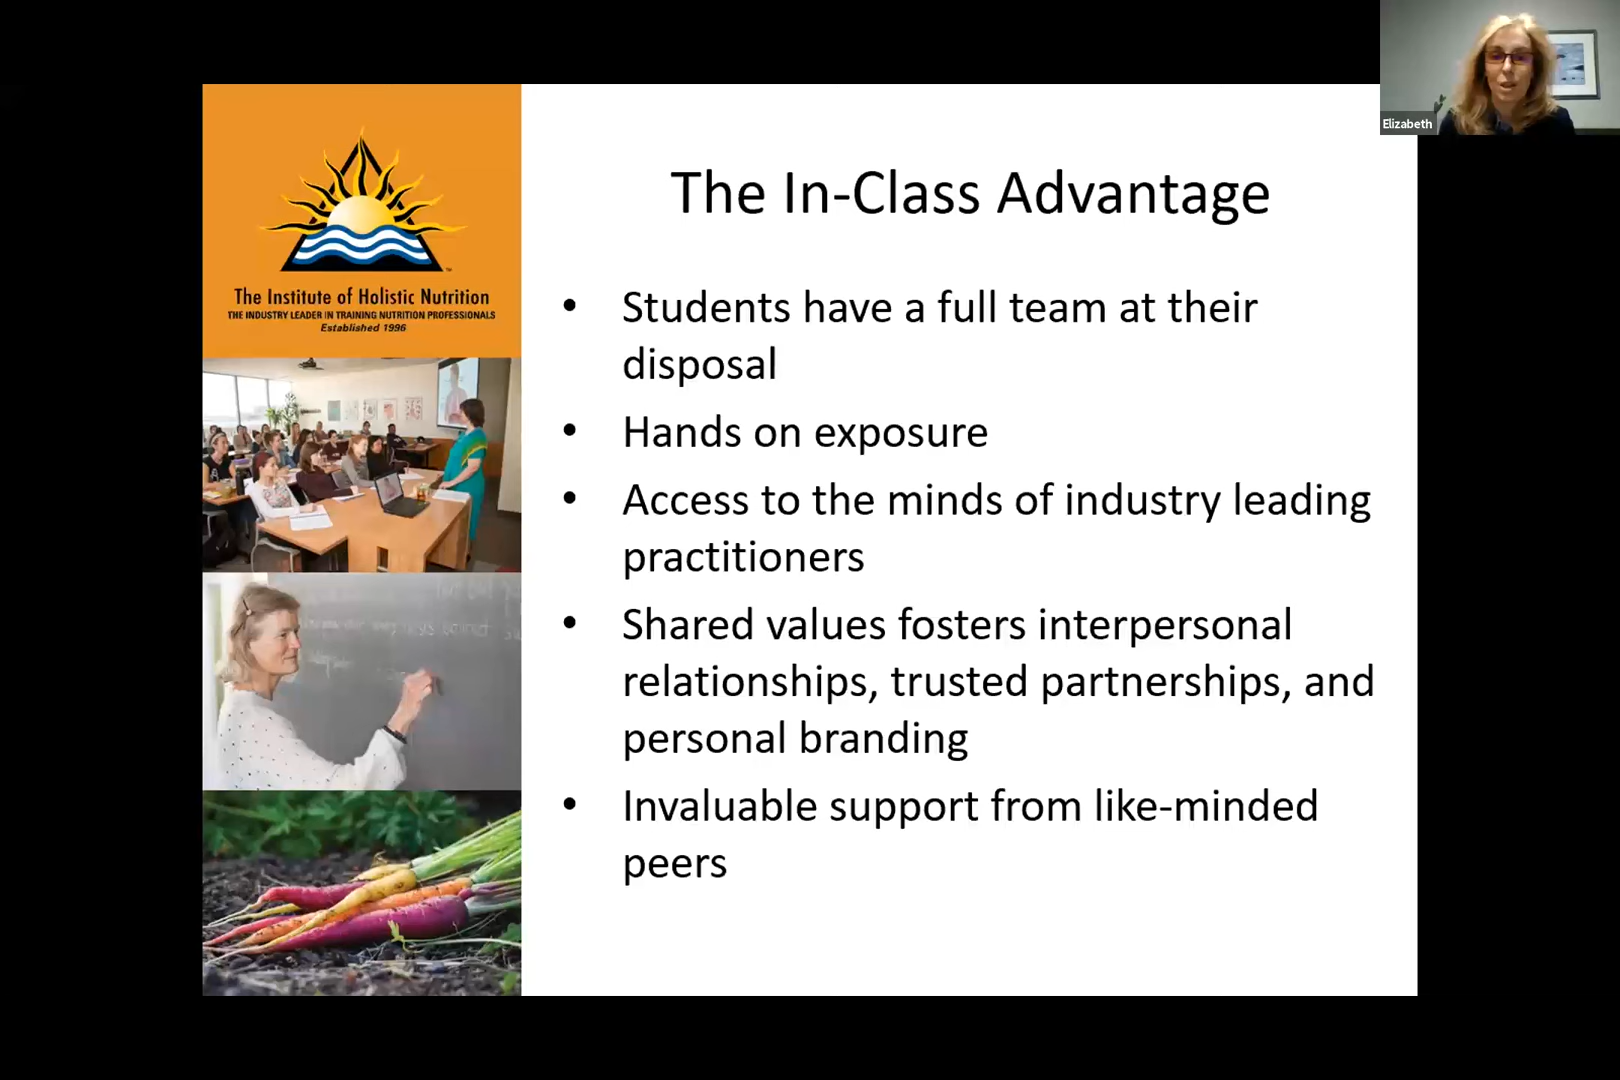 Elizabeth
The Institute of Holistic Nutrition
THE INDUSTRY LEADER IN TRAINING NUTRITION PROFESSIONALS
Established 1996
The In-Class Advantage
• Students have a full team at their
disposal
• Hands on exposure
• Access to the minds of industry leading
practitioners
• Shared values fosters interpersonal
relationships, trusted partnerships, and
personal branding
• Invaluable support from like-minded
peers